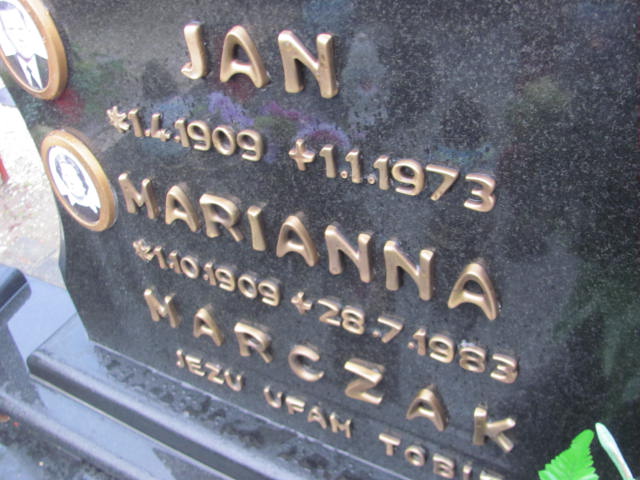 JAN
*1.4.1909 +1.1.1973
MARIANNA
*1.10.1909 +28.7.1983
MARCZAK
JEZU UFAM TOBIE